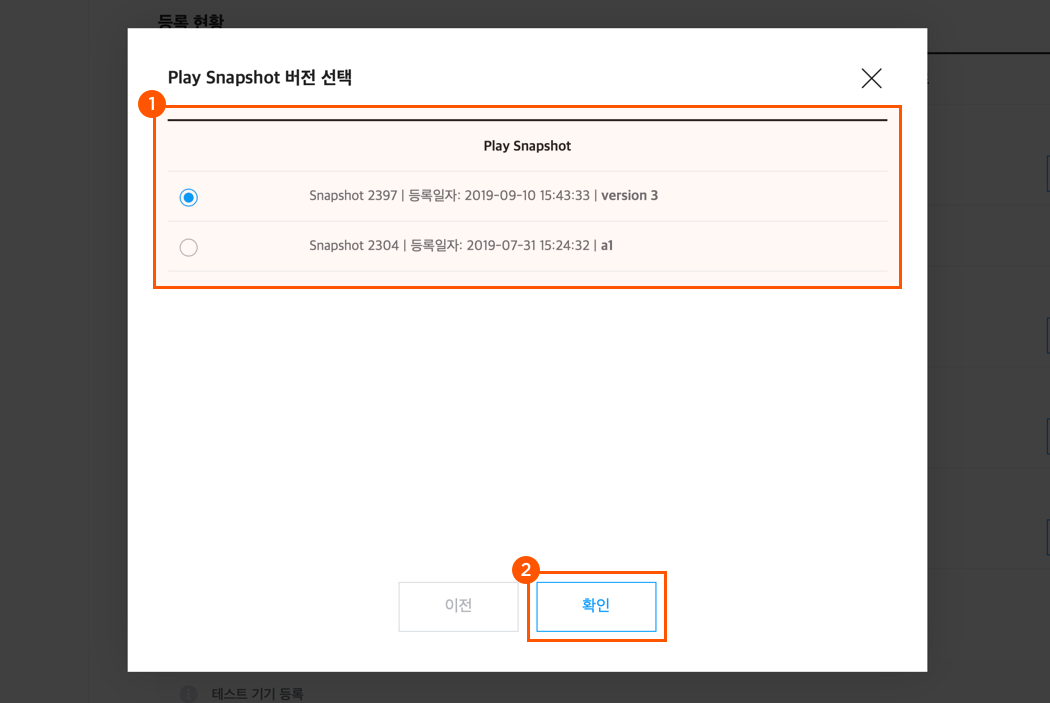 등록 현황
Play Snapshot 버전 선택
1
Play Snapshot
Snapshot 2397 | 등록일자: 2019-09-10 15:43:33 | version 3
Snapshot 2304 | 등록일자: 2019-07-31 15:24:32 | a1
2
이전
확인
테스트 기기 등록